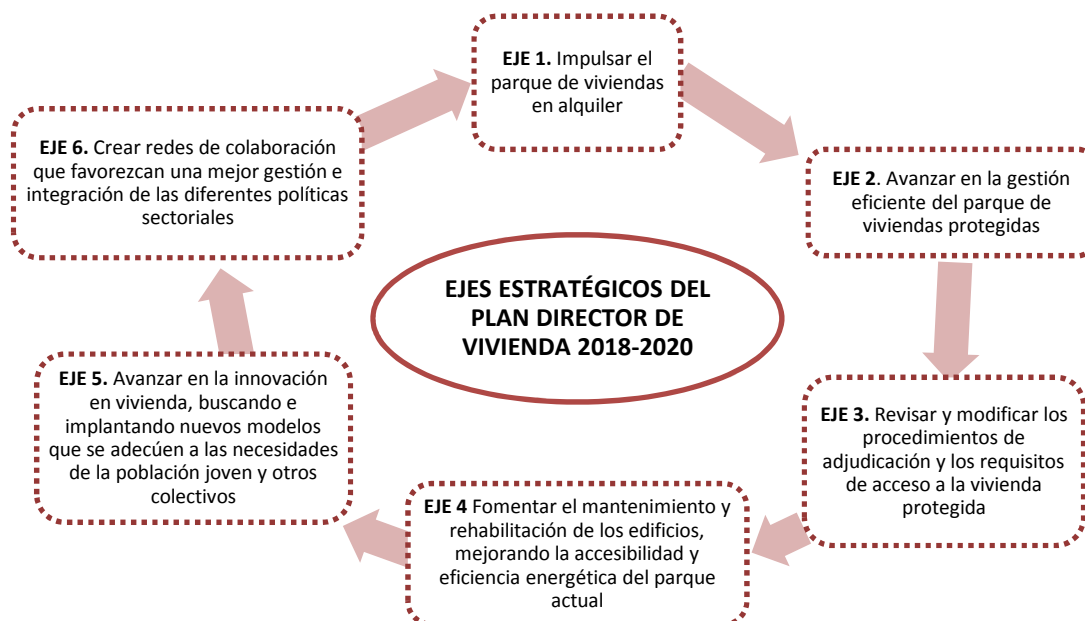 EJE 1. Impulsar el
parque de viviendas
en alquiler
EJE 2. Avanzar en la gestión
eficiente del parque de
viviendas protegidas
EJE 3. Revisar y modificar los
procedimientos de
adjudicación y los requisitos
de acceso a la vivienda
protegida
EJE 4 Fomentar el mantenimiento y
rehabilitación de los edificios,
mejorando la accesibilidad y
eficiencia energética del parque
actual
EJE 5. Avanzar en la innovación
en vivienda, buscando e
implantando nuevos modelos
que se adecúen a las necesidades
de la población joven y otros
colectivos
EJE 6. Crear redes de colaboración
que favorezcan una mejor gestión e
integración de las diferentes políticas
sectoriales
EJES ESTRATÉGICOS DEL
PLAN DIRECTOR DE
VIVIENDA 2018-2020